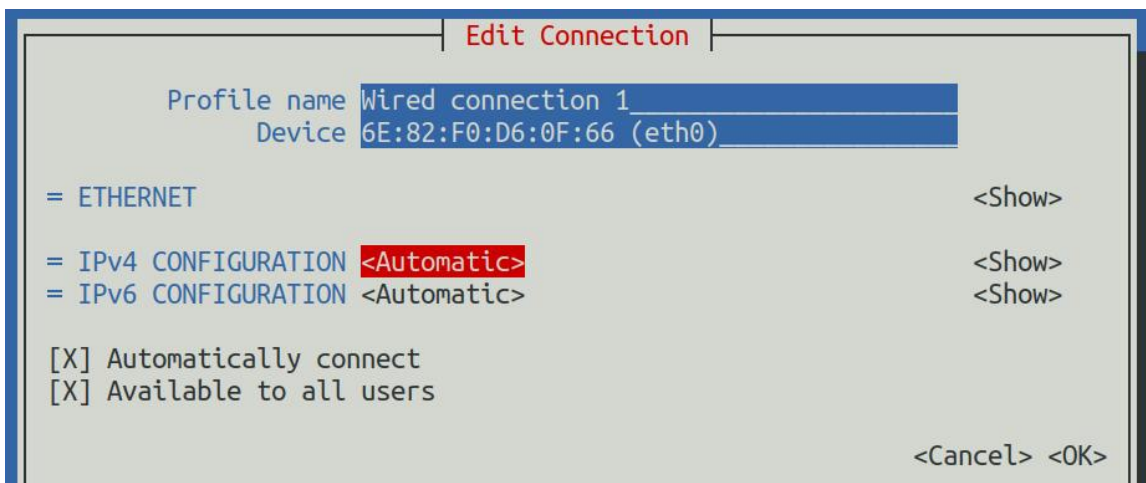 Edit Connection
Profile name Wired connection 1
Device 6E:82:F0:D6:0F:66 (eth0)
= ETHERNET <Show>
= IPv4 CONFIGURATION <Automatic> <Show>
= IPv6 CONFIGURATION <Automatic> <Show>
[X] Automatically connect
[X] Available to all users
<Cancel> <OK>